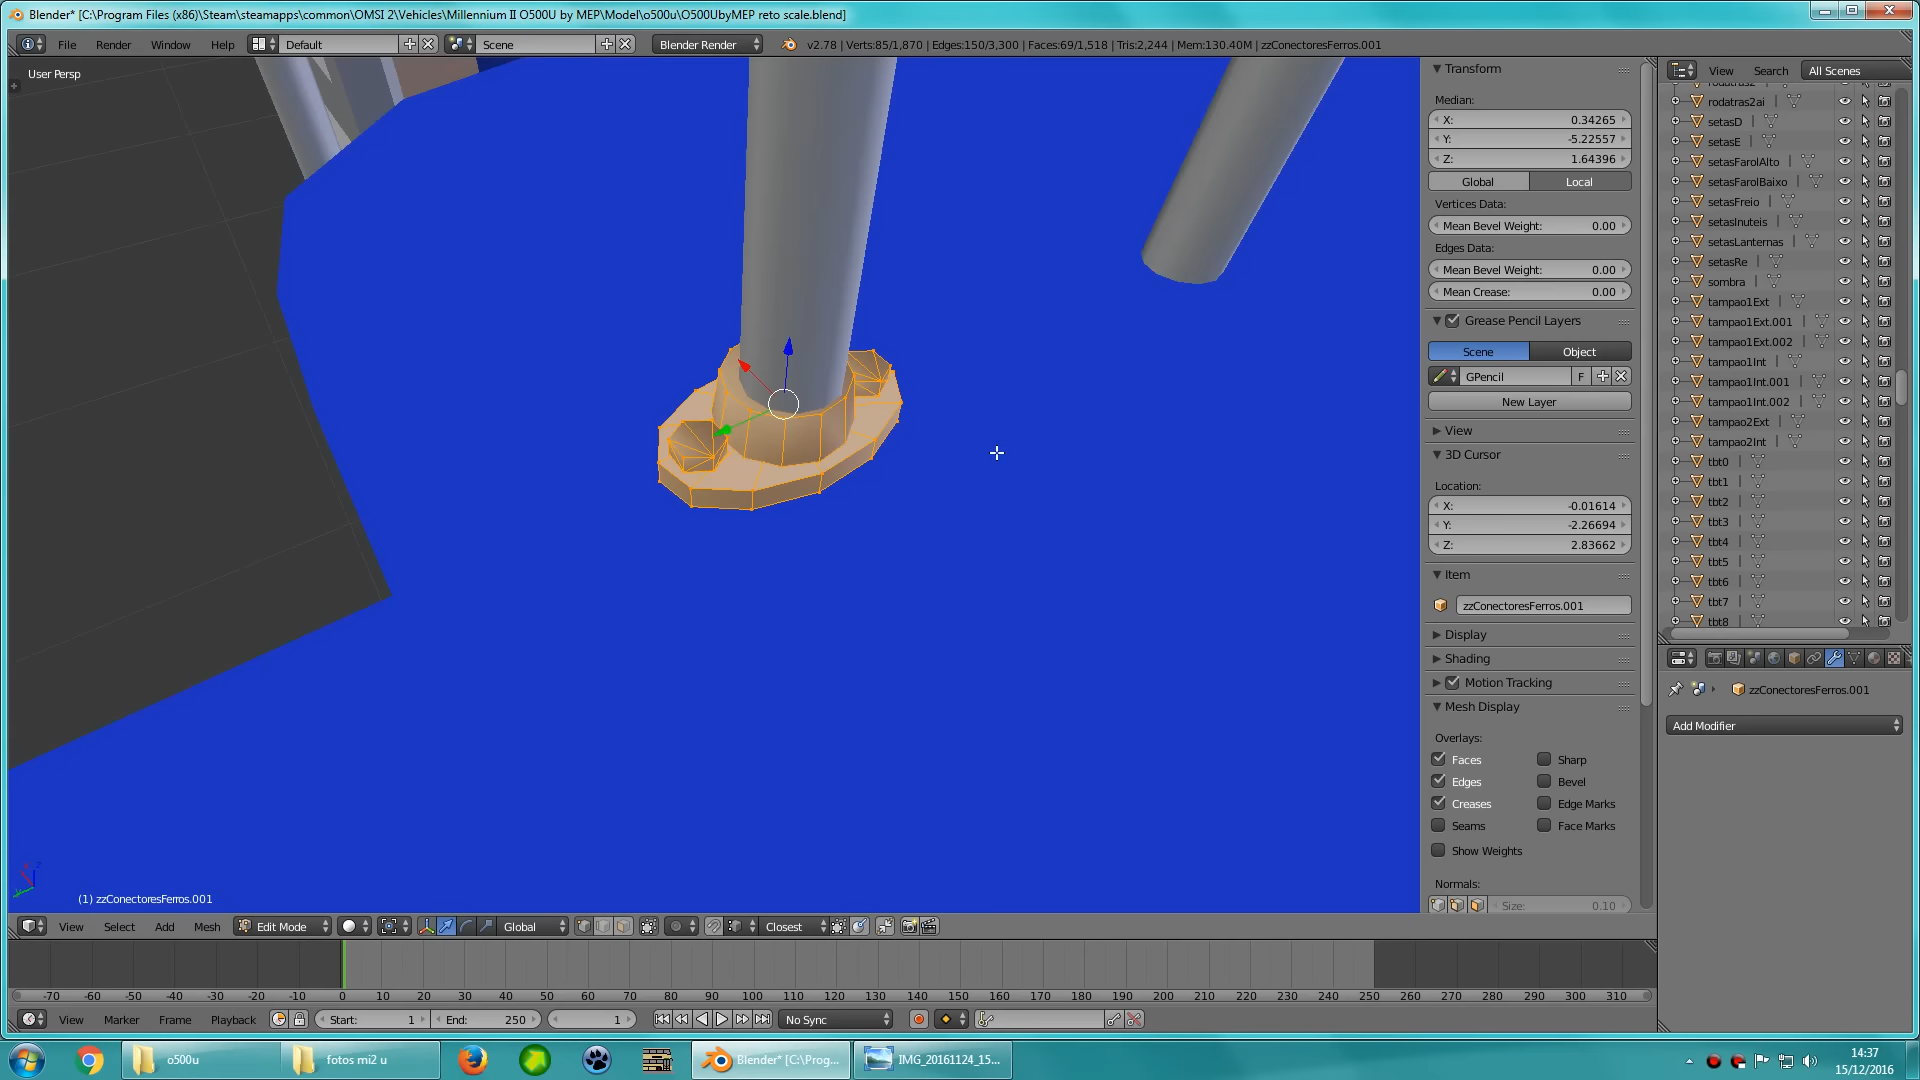 Blender* [C:\Program Files (x86)\Steam\steamapps\common\OMSI 2\Vehicles\Millennium II O500U by MEP\Model\o500u\O500UbyMEP reto scale.blend]
File Render Window Help Default Scene Blender Render v2.78 | Verts:85/1,870 | Edges:150/3,300 | Faces:69/1,518 | Tris:2,244 | Mem:130.40M | zzConectoresFerros.001
User Persp
(1) zzConectoresFerros.001
Transform
Median:
X: 0.34265
Y: -5.22557
Z: 1.64396
Global Local
Vertices Data:
Mean Bevel Weight: 0.00
Edges Data:
Mean Bevel Weight: 0.00
Mean Crease: 0.00
Grease Pencil Layers
Scene Object
GPencil F
New Layer
View
3D Cursor
Location:
X: -0.01614
Y: -2.26694
Z: 2.83662
Item
zzConectoresFerros.001
Display
Shading
Motion Tracking
Mesh Display
Overlays:
Faces Sharp
Edges Bevel
Creases Edge Marks
Seams Face Marks
Show Weights
Normals:
Size: 0.10
View Search All Scenes
rodatras2ai
setasD
setasE
setasFarolAlto
setasFarolBaixo
setasFreio
setasInuteis
setasLanternas
setasRe
sombra
tampao1Ext
tampao1Ext.001
tampao1Ext.002
tampao1Int
tampao1Int.001
tampao1Int.002
tampao2Ext
tampao2Int
tbt0
tbt1
tbt2
tbt3
tbt4
tbt5
tbt6
tbt7
tbt8
zzConectoresFerros.001
Add Modifier
View Select Add Mesh Edit Mode Global Closest
-70 -60 -50 -40 -30 -20 -10 0 10 20 30 40 50 60 70 80 90 100 110 120 130 140 150 160 170 180 190 200 210 220 230 240 250 260 270 280 290 300 310
View Marker Frame Playback Start: 1 End: 250 1 No Sync
o500u fotos mi2 u Blender* [C:\Prog... IMG_20161124_15...
14:37
15/12/2016